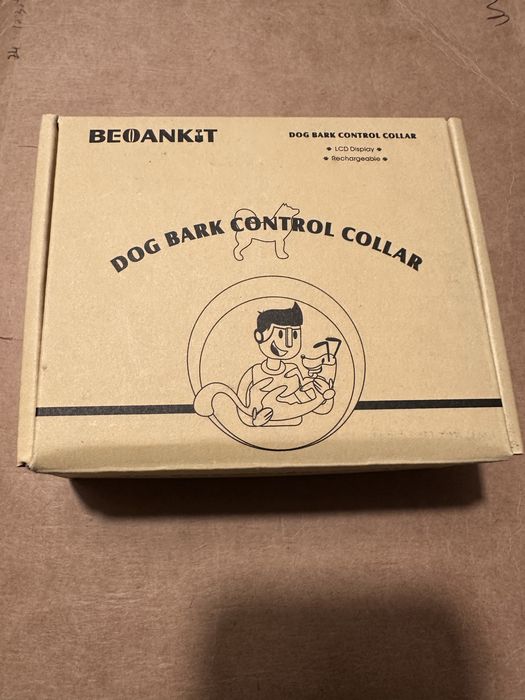 BEOANKIT
DOG BARK CONTROL COLLAR
LCD Display
Rechargeable
DOG BARK CONTROL COLLAR